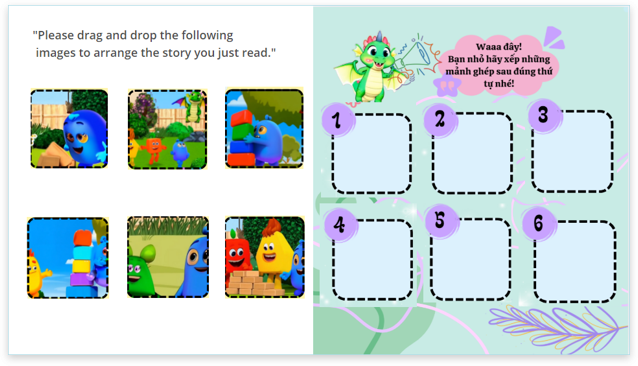 "Please drag and drop the following
images to arrange the story you just read."
Waaa đây!
Bạn nhỏ hãy xếp những
mảnh ghép sau đúng thứ
tự nhé!
1
2
3
4
5
6